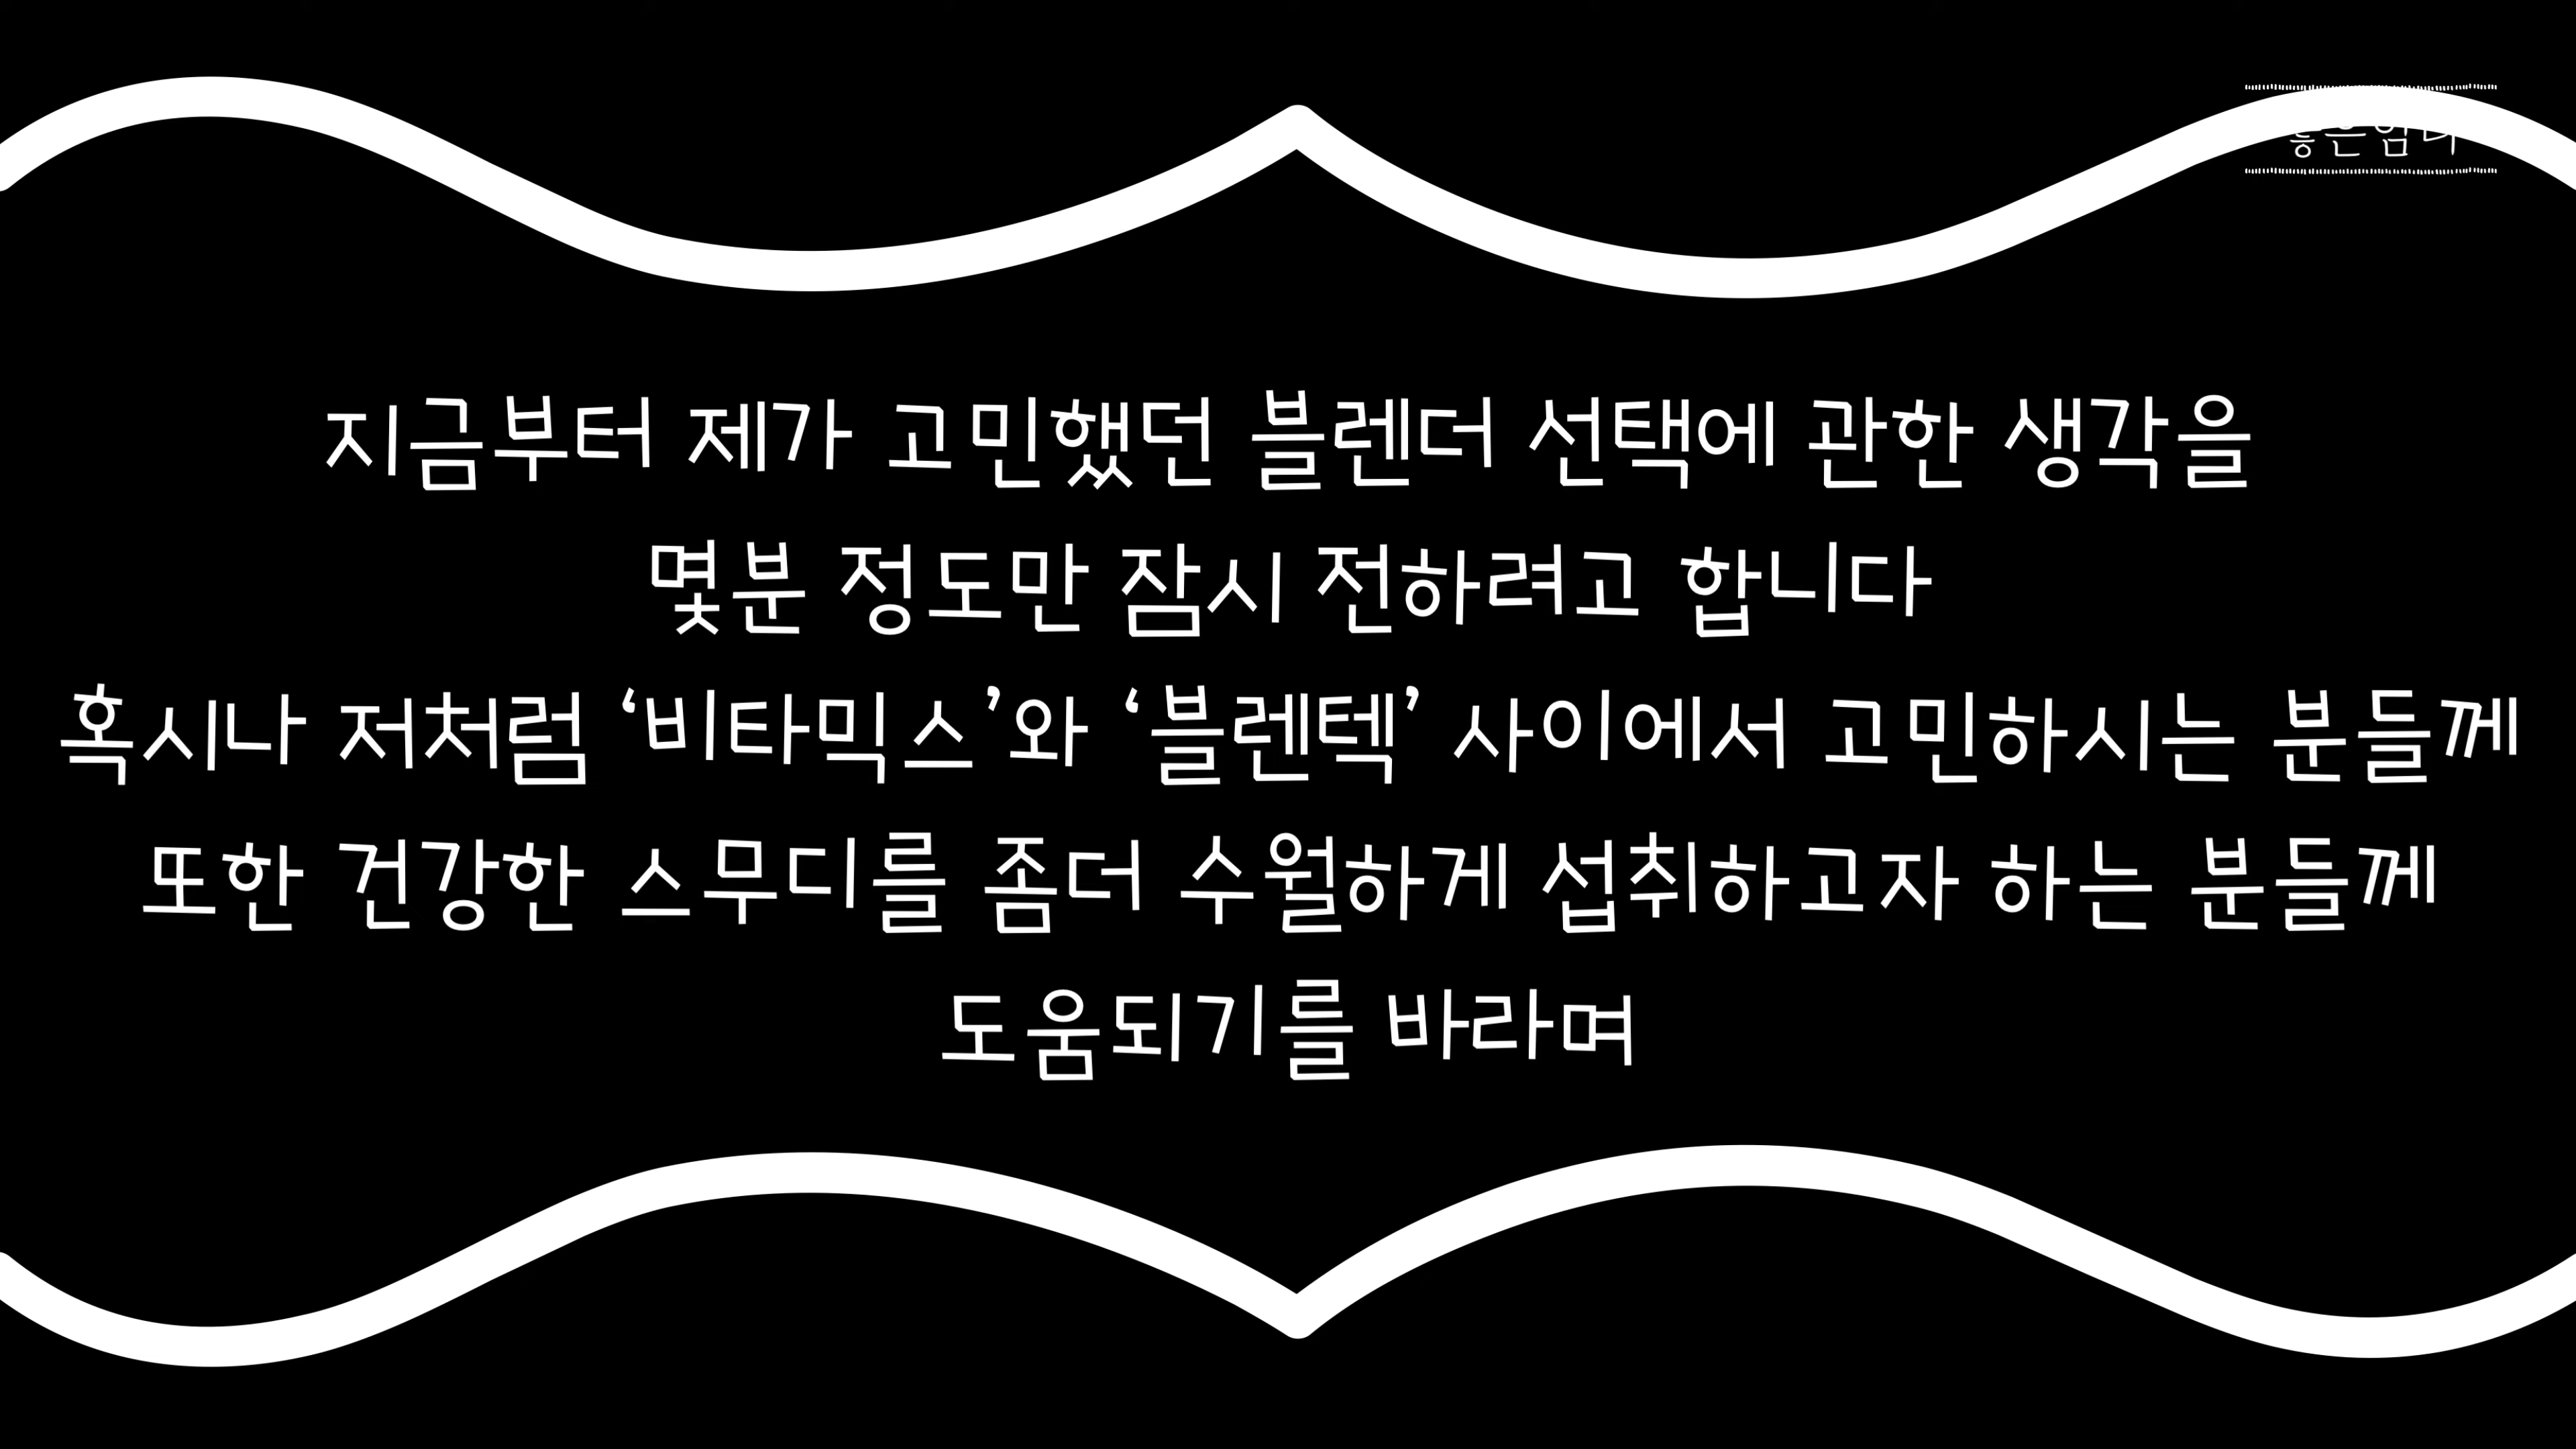 지금부터 제가 고민했던 블렌더 선택에 관한 생각을
몇분 정도만 잠시 전하려고 합니다
혹시나 저처럼 ‘비타믹스’와 ‘블렌텍’ 사이에서 고민하시는 분들께
또한 건강한 스무디를 좀더 수월하게 섭취하고자 하는 분들께
도움되기를 바라며